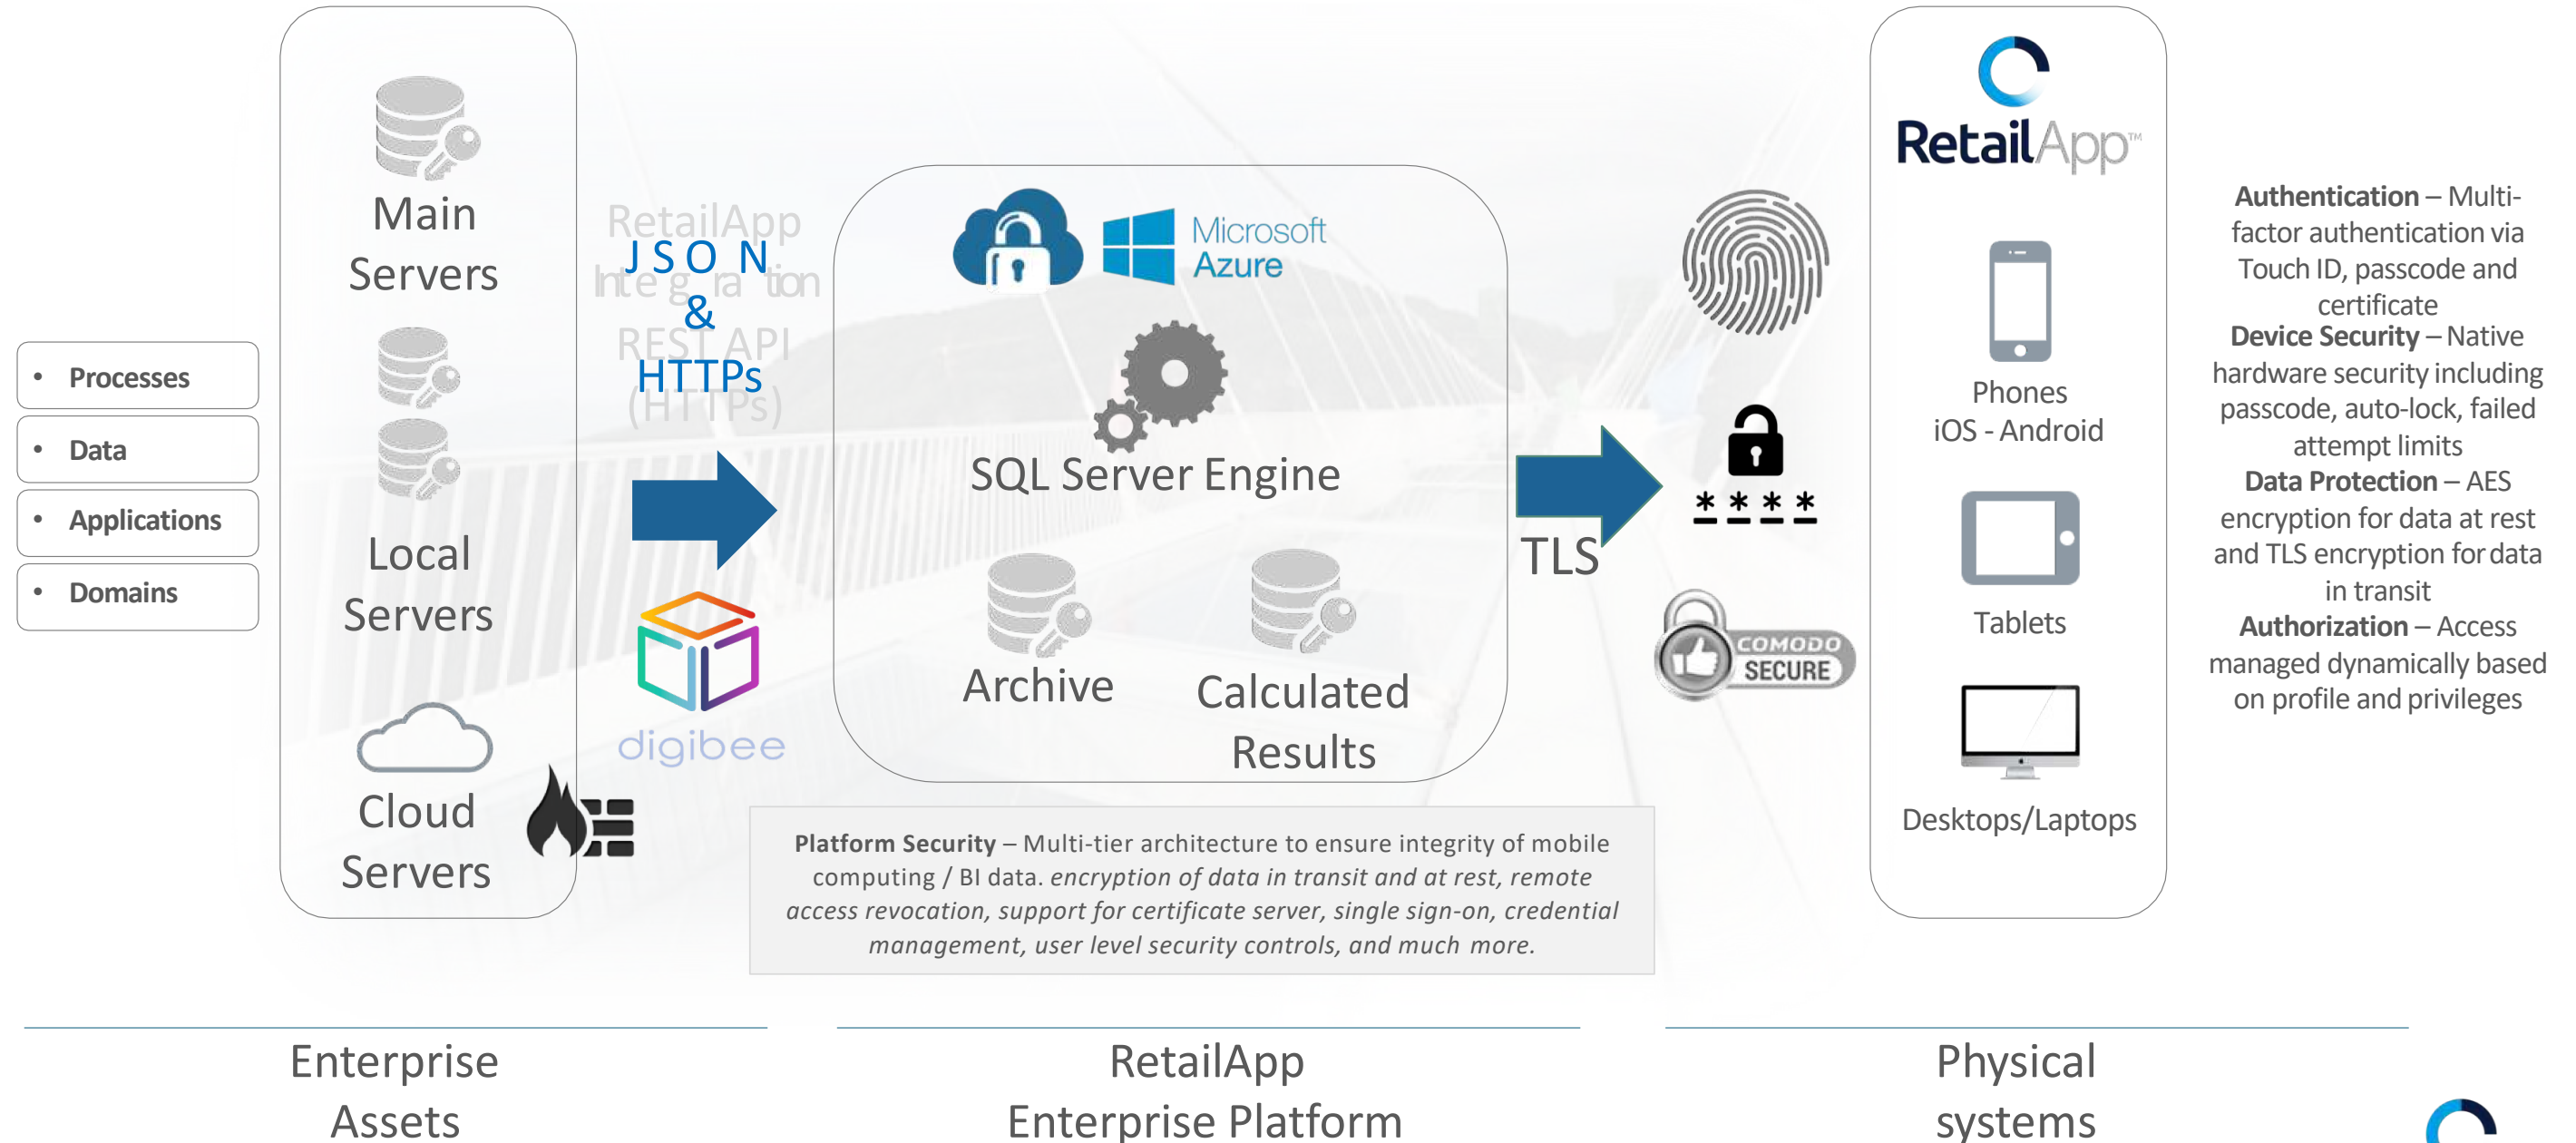 • Processes
• Data
• Applications
• Domains
Main
Servers
Local
Servers
Cloud
Servers
RetailApp
Integration
REST API
(HTTPs)
JSON
&
HTTPs
digibee
Microsoft
Azure
SQL Server Engine
Archive
Calculated
Results
TLS
* * * *
COMODO
SECURE
RetailApp™
Phones
iOS - Android
Tablets
Desktops/Laptops
Authentication – Multi-
factor authentication via
Touch ID, passcode and
certificate
Device Security – Native
hardware security including
passcode, auto-lock, failed
attempt limits
Data Protection – AES
encryption for data at rest
and TLS encryption for data
in transit
Authorization – Access
managed dynamically based
on profile and privileges
Platform Security – Multi-tier architecture to ensure integrity of mobile
computing / BI data. encryption of data in transit and at rest, remote
access revocation, support for certificate server, single sign-on, credential
management, user level security controls, and much more.
Enterprise
Assets
RetailApp
Enterprise Platform
Physical
systems